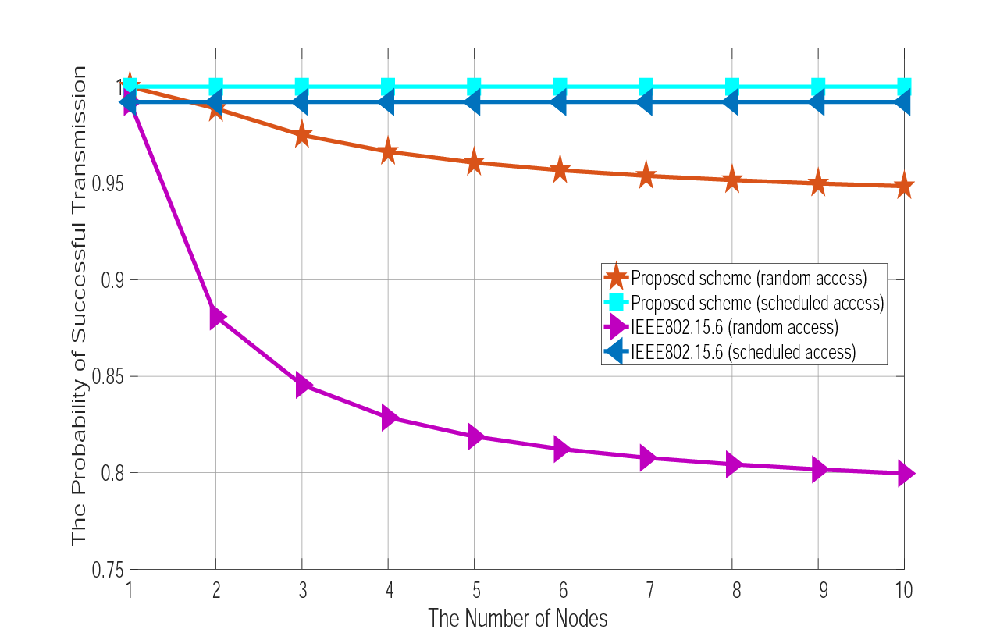 The Probability of Successful Transmission
1
0.95
0.9
0.85
0.8
0.75
1 2 3 4 5 6 7 8 9 10
The Number of Nodes
Proposed scheme (random access)
Proposed scheme (scheduled access)
IEEE802.15.6 (random access)
IEEE802.15.6 (scheduled access)